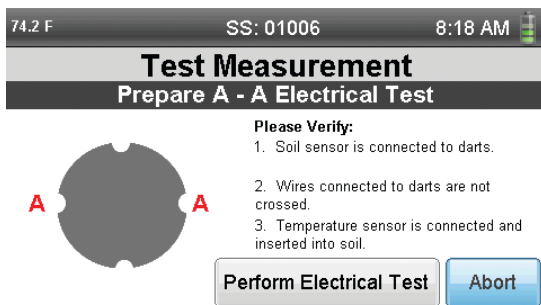 74.2 F SS: 01006 8:18 AM
Test Measurement
Prepare A - A Electrical Test
Please Verify:
1. Soil sensor is connected to darts.
2. Wires connected to darts are not
crossed.
A A
3. Temperature sensor is connected and
inserted into soil.
Perform Electrical Test Abort